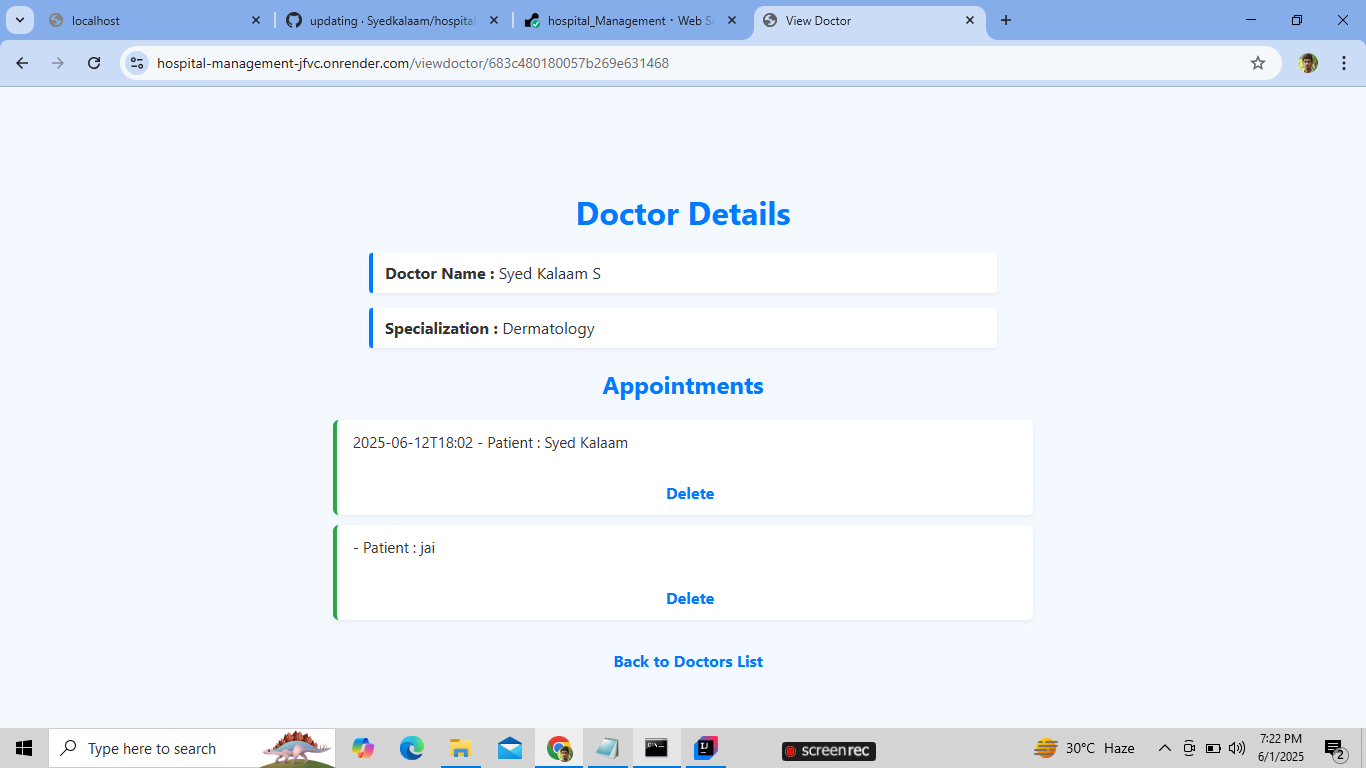 localhost
updating · Syedkalaam/hospital
hospital_Management · Web Se
View Doctor
hospital-management-jfvc.onrender.com/viewdoctor/683c480180057b269e631468
Doctor Details
Doctor Name : Syed Kalaam S
Specialization : Dermatology
Appointments
2025-06-12T18:02 - Patient : Syed Kalaam
Delete
- Patient : jai
Delete
Back to Doctors List
Type here to search
screenrec
30°C Haze
7:22 PM
6/1/2025
2